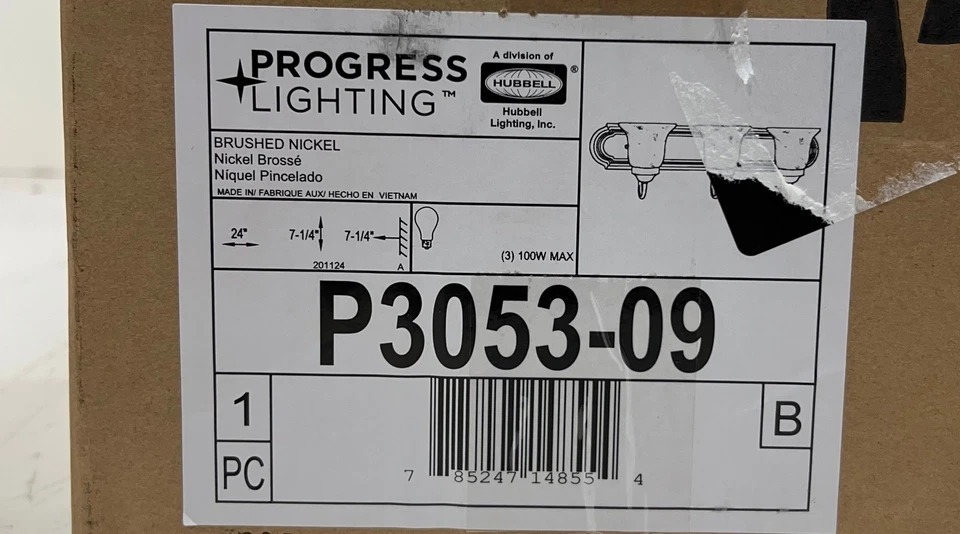 PROGRESS
LIGHTING™
A division of
HUBBELL®
Hubbell
Lighting, Inc.
BRUSHED NICKEL
Nickel Brossé
Níquel Pincelado
MADE IN/ FABRIQUE AUX/ HECHO EN VIETNAM
24" 7-1/4" 7-1/4"
201124 A
(3) 100W MAX
P3053-09
1
PC
B
7 85247 14855 4